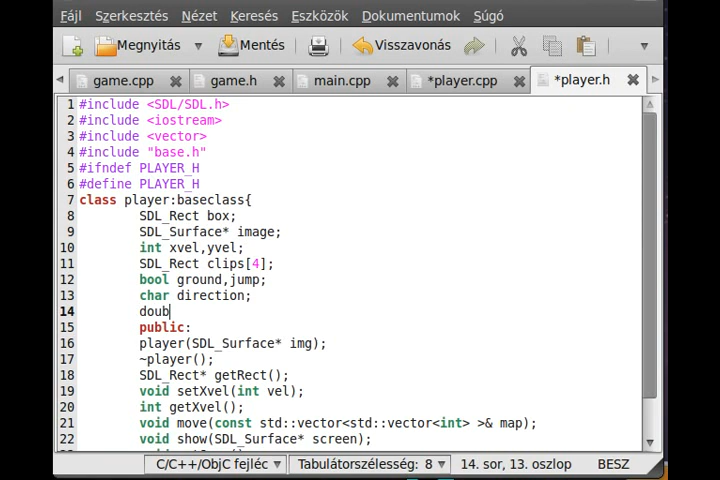 Fájl Szerkesztés Nézet Keresés Eszközök Dokumentumok Súgó
Megnyitás Mentés Visszavonás
game.cpp game.h main.cpp *player.cpp *player.h
1 #include <SDL/SDL.h>
2 #include <iostream>
3 #include <vector>
4 #include "base.h"
5 #ifndef PLAYER_H
6 #define PLAYER_H
7 class player:baseclass{
8 SDL_Rect box;
9 SDL_Surface* image;
10 int xvel,yvel;
11 SDL_Rect clips[4];
12 bool ground,jump;
13 char direction;
14 doub
15 public:
16 player(SDL_Surface* img);
17 ~player();
18 SDL_Rect* getRect();
19 void setXvel(int vel);
20 int getXvel();
21 void move(const std::vector<std::vector<int> >& map);
22 void show(SDL_Surface* screen);
C/C++/ObjC fejléc Tabulátorszélesség: 8 14. sor, 13. oszlop BESZ